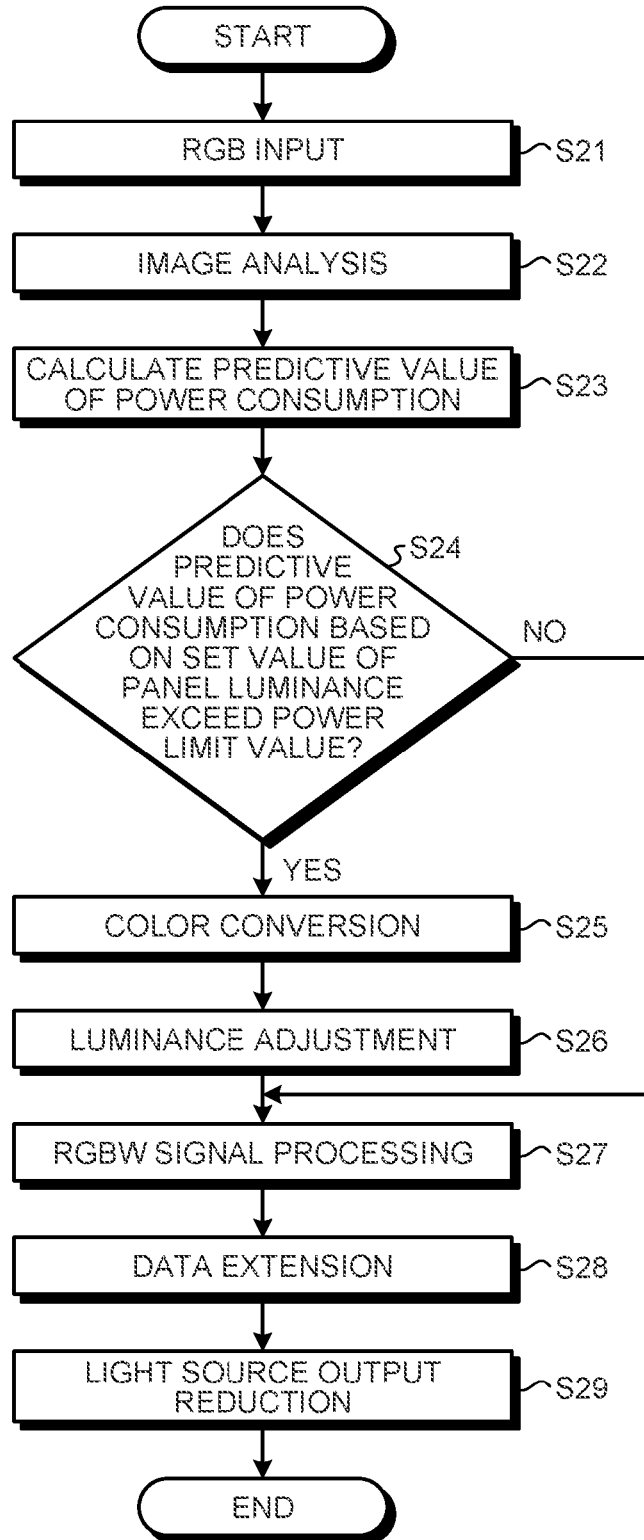 START
RGB INPUT
S21
IMAGE ANALYSIS
S22
CALCULATE PREDICTIVE VALUE
OF POWER CONSUMPTION
S23
DOES
PREDICTIVE
VALUE OF POWER
CONSUMPTION BASED
ON SET VALUE OF
PANEL LUMINANCE
EXCEED POWER
LIMIT VALUE?
S24
NO
YES
COLOR CONVERSION
S25
LUMINANCE ADJUSTMENT
S26
RGBW SIGNAL PROCESSING
S27
DATA EXTENSION
S28
LIGHT SOURCE OUTPUT
REDUCTION
S29
END